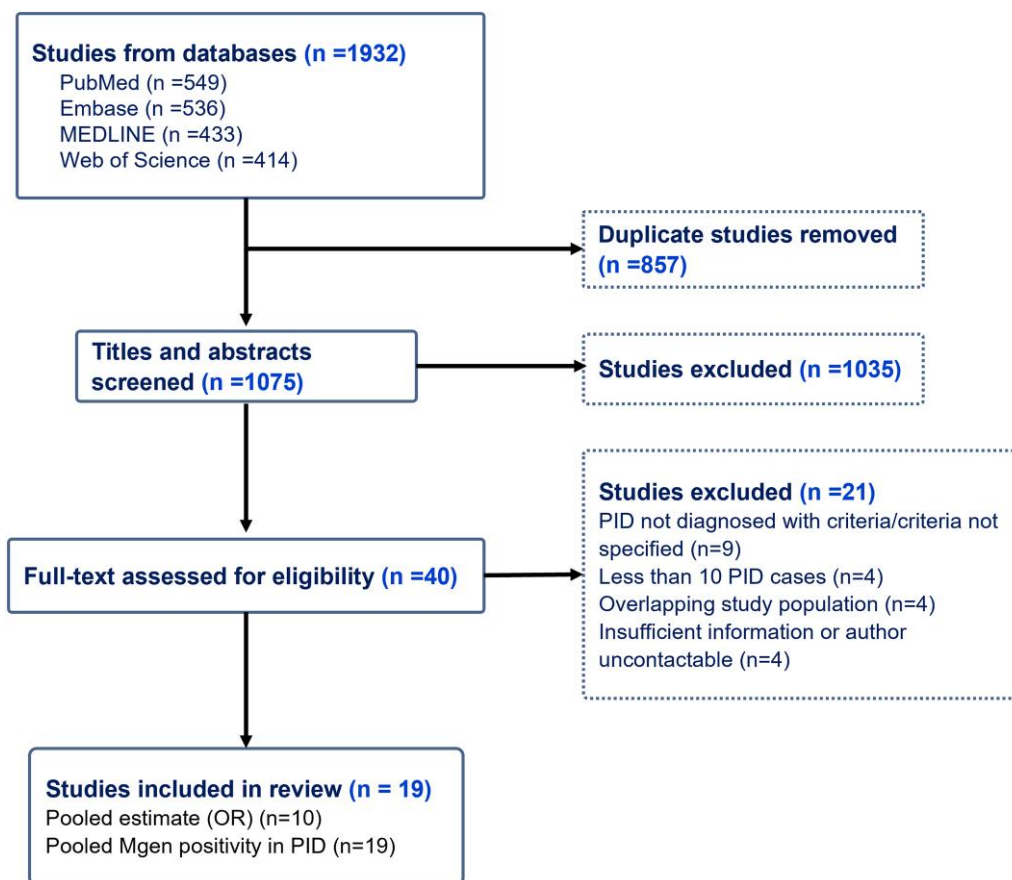 Studies from databases (n =1932)
PubMed (n =549)
Embase (n =536)
MEDLINE (n =433)
Web of Science (n =414)
Duplicate studies removed
(n =857)
Titles and abstracts
screened (n =1075)
Studies excluded (n =1035)
Studies excluded (n =21)
PID not diagnosed with criteria/criteria not
specified (n=9)
Less than 10 PID cases (n=4)
Overlapping study population (n=4)
Insufficient information or author
uncontactable (n=4)
Full-text assessed for eligibility (n =40)
Studies included in review (n = 19)
Pooled estimate (OR) (n=10)
Pooled Mgen positivity in PID (n=19)